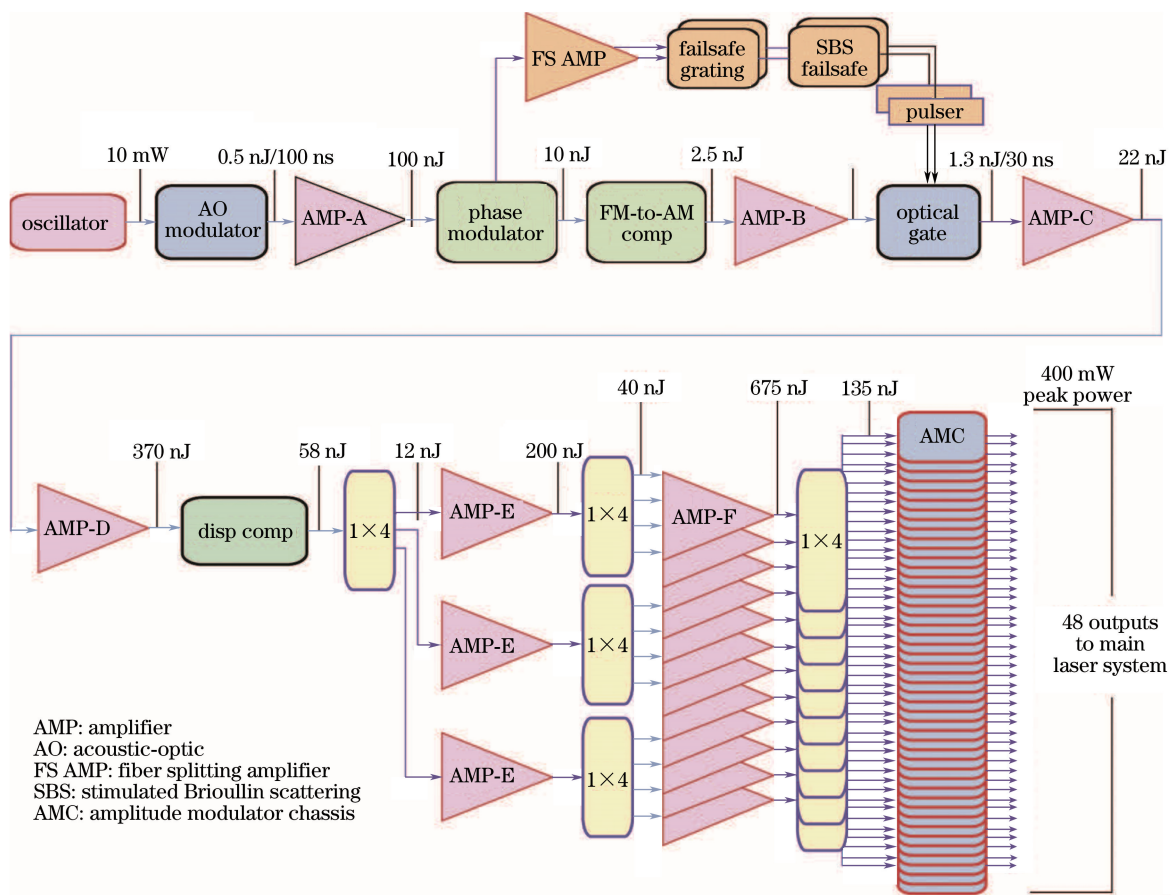 FS AMP
failsafe
grating
SBS
failsafe
pulser
10 mW
0.5 nJ/100 ns
100 nJ
10 nJ
2.5 nJ
1.3 nJ/30 ns
22 nJ
oscillator
AO
modulator
AMP-A
phase
modulator
FM-to-AM
comp
AMP-B
optical
gate
AMP-C
400 mW
peak power
40 nJ
675 nJ
135 nJ
AMC
370 nJ
58 nJ
12 nJ
200 nJ
AMP-D
disp comp
1×4
AMP-E
1×4
AMP-F
1×4
AMP-E
1×4
48 outputs
to main
laser system
AMP-E
1×4
AMP: amplifier
AO: acoustic-optic
FS AMP: fiber splitting amplifier
SBS: stimulated Brioulin scattering
AMC: amplitude modulator chassis